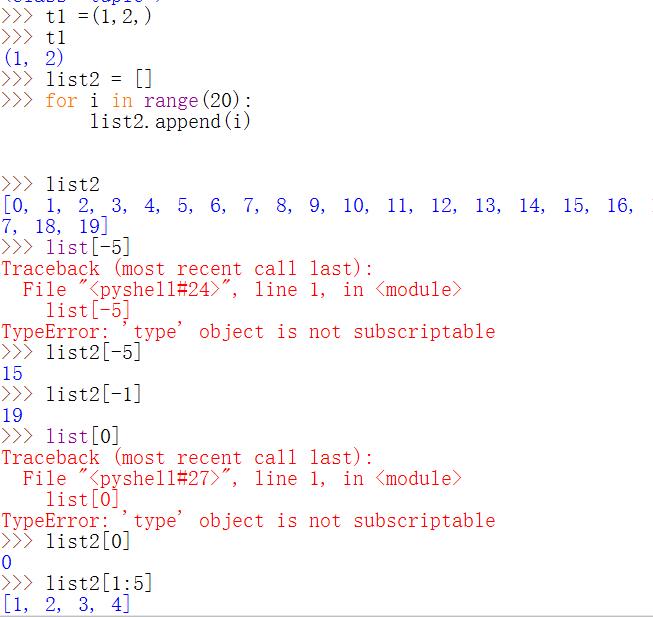 >>> t1 =(1,2,)
>>> t1
(1, 2)
>>> list2 = []
>>> for i in range(20):
        list2.append(i)
>>> list2
[0, 1, 2, 3, 4, 5, 6, 7, 8, 9, 10, 11, 12, 13, 14, 15, 16,
7, 18, 19]
>>> list[-5]
Traceback (most recent call last):
  File "<pyshell#24>", line 1, in <module>
    list[-5]
TypeError: 'type' object is not subscriptable
>>> list2[-5]
15
>>> list2[-1]
19
>>> list[0]
Traceback (most recent call last):
  File "<pyshell#27>", line 1, in <module>
    list[0]
TypeError: 'type' object is not subscriptable
>>> list2[0]
0
>>> list2[1:5]
[1, 2, 3, 4]